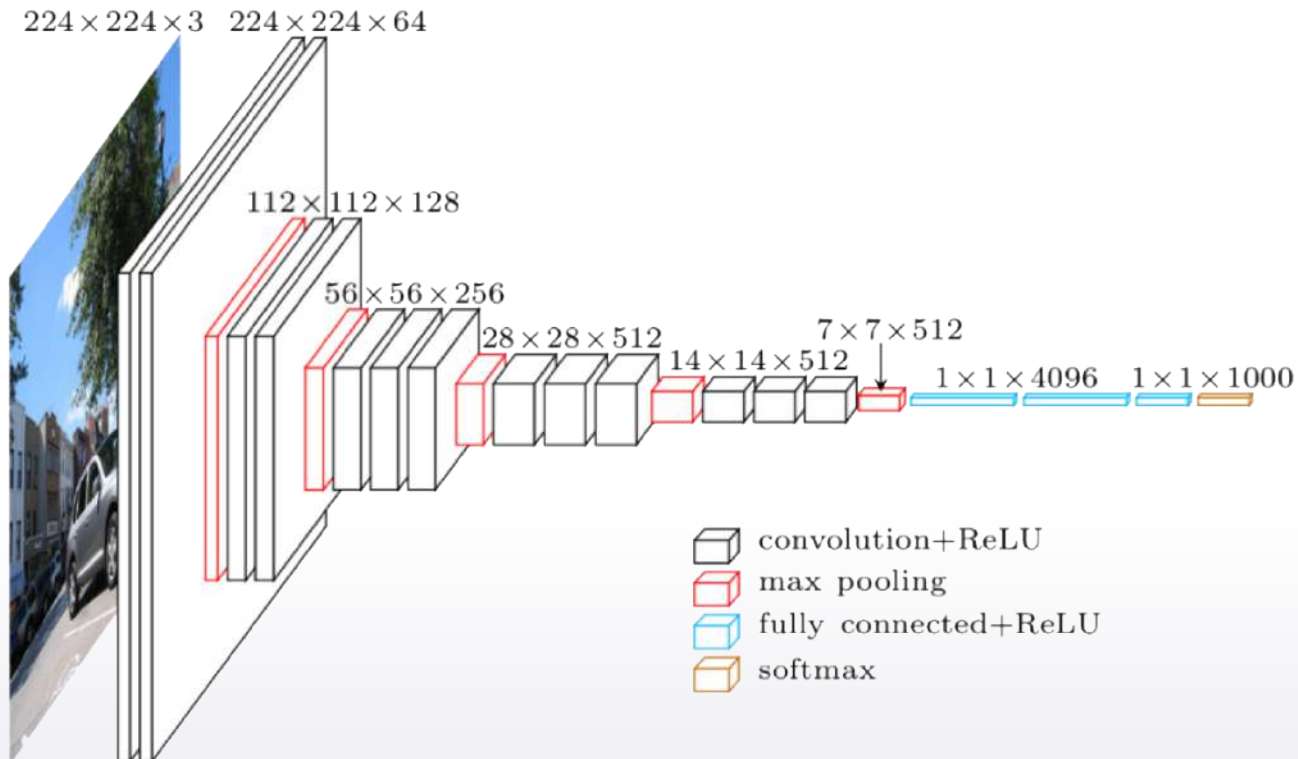 224×224×3
224×224×64
112×112×128
56×56×256
28×28×512
14×14×512
7×7×512
1×1×4096
1×1×1000
convolution+ReLU
max pooling
fully connected+ReLU
softmax